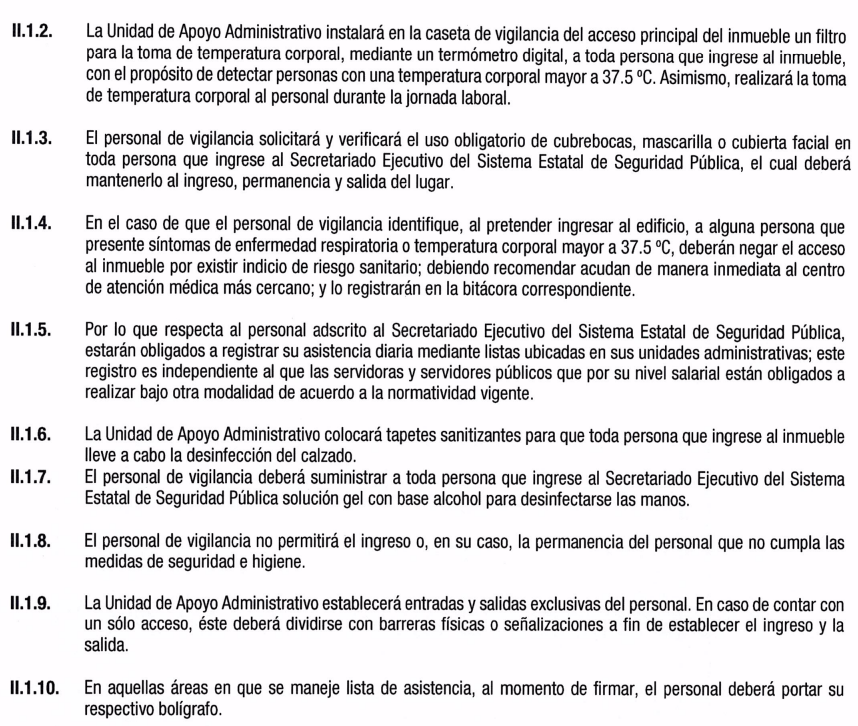 II.1.2. La Unidad de Apoyo Administrativo instalará en la caseta de vigilancia del acceso principal del inmueble un filtro
para la toma de temperatura corporal, mediante un termómetro digital, a toda persona que ingrese al inmueble,
con el propósito de detectar personas con una temperatura corporal mayor a 37.5 ºC. Asimismo, realizará la toma
de temperatura corporal al personal durante la jornada laboral.
II.1.3. El personal de vigilancia solicitará y verificará el uso obligatorio de cubrebocas, mascarilla o cubierta facial en
toda persona que ingrese al Secretariado Ejecutivo del Sistema Estatal de Seguridad Pública, el cual deberá
mantenerlo al ingreso, permanencia y salida del lugar.
II.1.4. En el caso de que el personal de vigilancia identifique, al pretender ingresar al edificio, a alguna persona que
presente síntomas de enfermedad respiratoria o temperatura corporal mayor a 37.5 ºC, deberán negar el acceso
al inmueble por existir indicio de riesgo sanitario; debiendo recomendar acudan de manera inmediata al centro
de atención médica más cercano; y lo registrarán en la bitácora correspondiente.
II.1.5. Por lo que respecta al personal adscrito al Secretariado Ejecutivo del Sistema Estatal de Seguridad Pública,
estarán obligados a registrar su asistencia diaria mediante listas ubicadas en sus unidades administrativas; este
registro es independiente al que las servidoras y servidores públicos que por su nivel salarial están obligados a
realizar bajo otra modalidad de acuerdo a la normatividad vigente.
II.1.6. La Unidad de Apoyo Administrativo colocará tapetes sanitizantes para que toda persona que ingrese al inmueble
lleve a cabo la desinfección del calzado.
II.1.7. El personal de vigilancia deberá suministrar a toda persona que ingrese al Secretariado Ejecutivo del Sistema
Estatal de Seguridad Pública solución gel con base alcohol para desinfectarse las manos.
II.1.8. El personal de vigilancia no permitirá el ingreso o, en su caso, la permanencia del personal que no cumpla las
medidas de seguridad e higiene.
II.1.9. La Unidad de Apoyo Administrativo establecerá entradas y salidas exclusivas del personal. En caso de contar con
un sólo acceso, éste deberá dividirse con barreras físicas o señalizaciones a fin de establecer el ingreso y la
salida.
II.1.10. En aquellas áreas en que se maneje lista de asistencia, al momento de firmar, el personal deberá portar su
respectivo bolígrafo.